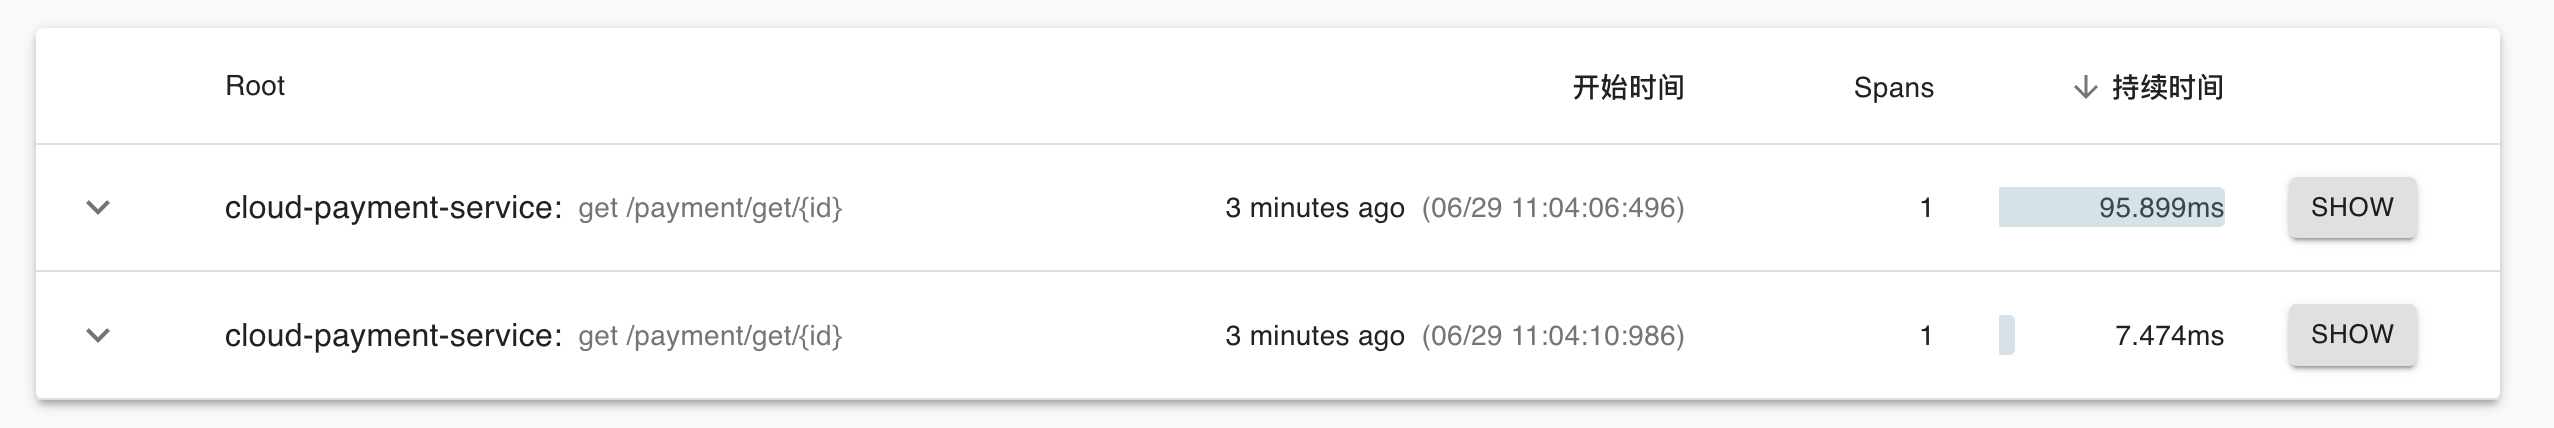 Root 开始时间 Spans 持续时间
cloud-payment-service: get /payment/get/{id} 3 minutes ago (06/29 11:04:06:496) 1 95.899ms SHOW
cloud-payment-service: get /payment/get/{id} 3 minutes ago (06/29 11:04:10:986) 1 7.474ms SHOW